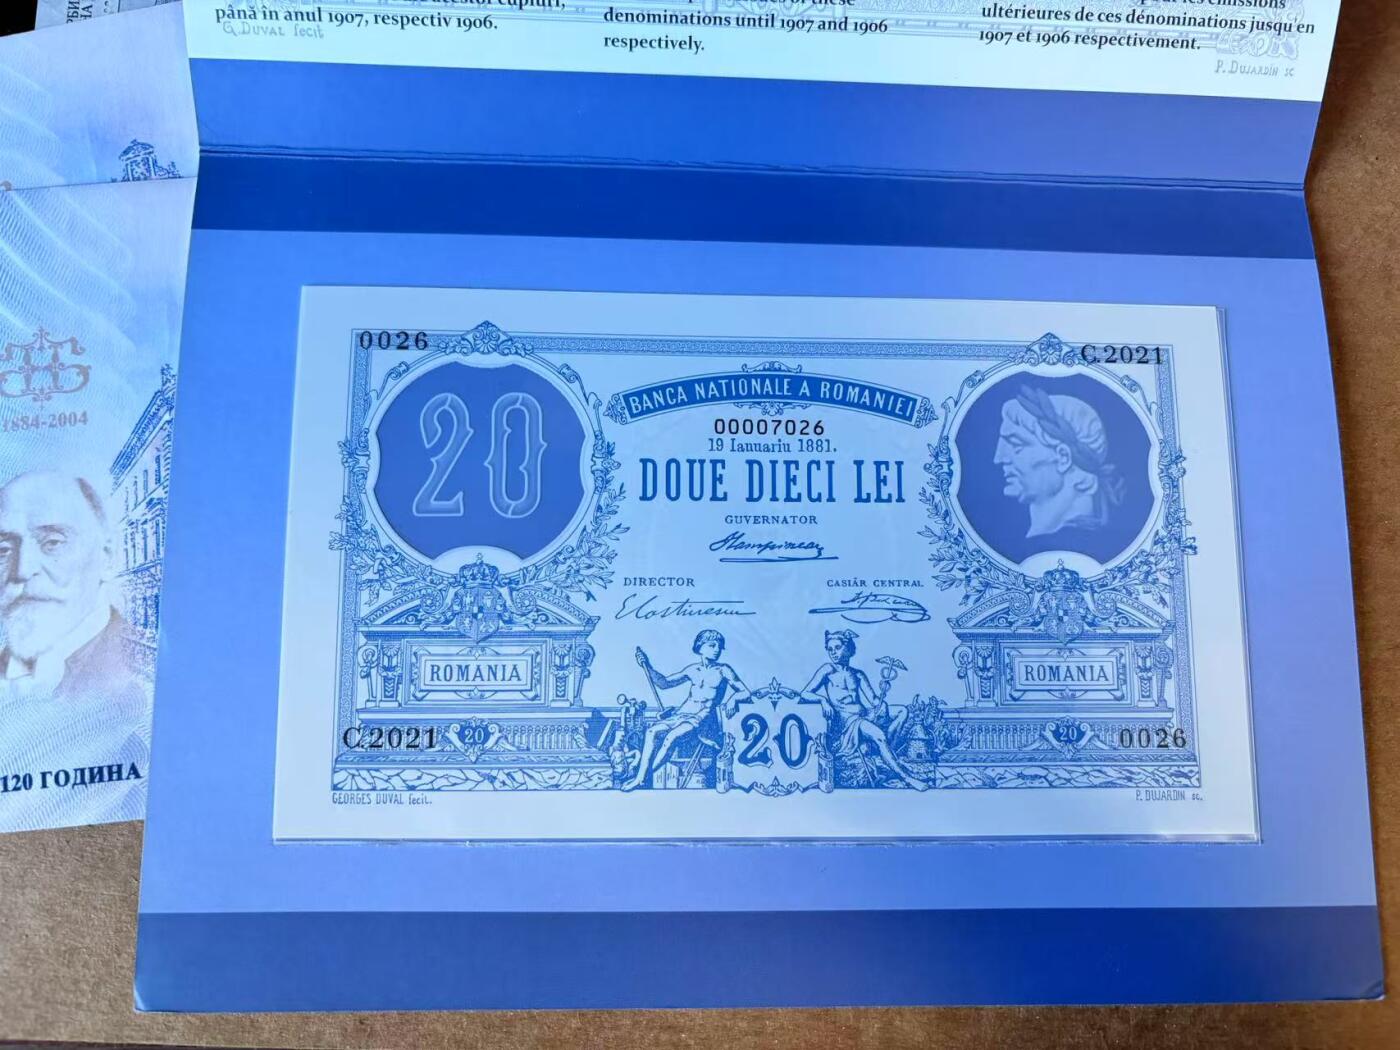 până în anul 1907, respectiv 1906.
G. DUVAL fecit
denominations until 1907 and 1906
respectively.
ultérieures de ces dénominations jusqu'en
1907 et 1906 respectivement.
P. DUJARDIN sc
0026
C.2021
20
BANCA NATIONALE A ROMANIEI
00007026
19 Ianuariu 1881.
DOUE DIECI LEI
GUVERNATOR
DIRECTOR
CASIÄR CENTRAL
ROMANIA
ROMANIA
C.2021
20
20
20
0026
GEORGES DUVAL fecit.
P. DUJARDIN sc.
1884-2004
120 ГОДИНА